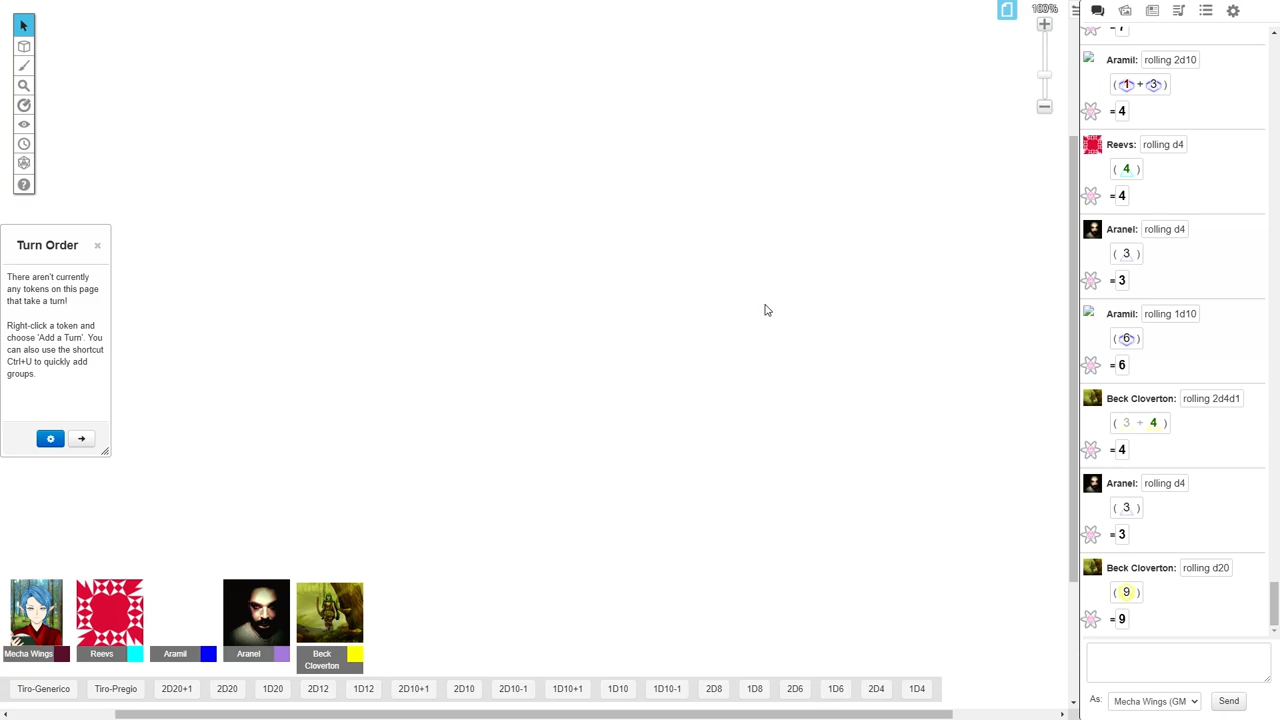 100%
Aramil: rolling 2d10
( 1 + 3 )
= 4
Reevs: rolling d4
( 4 )
= 4
Aranel: rolling d4
( 3 )
= 3
Aramil: rolling 1d10
( 6 )
= 6
Beck Cloverton: rolling 2d4d1
( 3 + 4 )
= 4
Aranel: rolling d4
( 3 )
= 3
Beck Cloverton: rolling d20
( 9 )
= 9
As: Mecha Wings (GM Send
Turn Order ×
There aren't currently
any tokens on this page
that take a turn!
Right-click a token and
choose 'Add a Turn'. You
can also use the shortcut
Ctrl+U to quickly add
groups.
Mecha Wings
Reevs
Aramil
Aranel
Beck
Cloverton
Tiro-Generico Tiro-Pregio 2D20+1 2D20 1D20 2D12 1D12 2D10+1 2D10 2D10-1 1D10+1 1D10 1D10-1 2D8 1D8 2D6 1D6 2D4 1D4